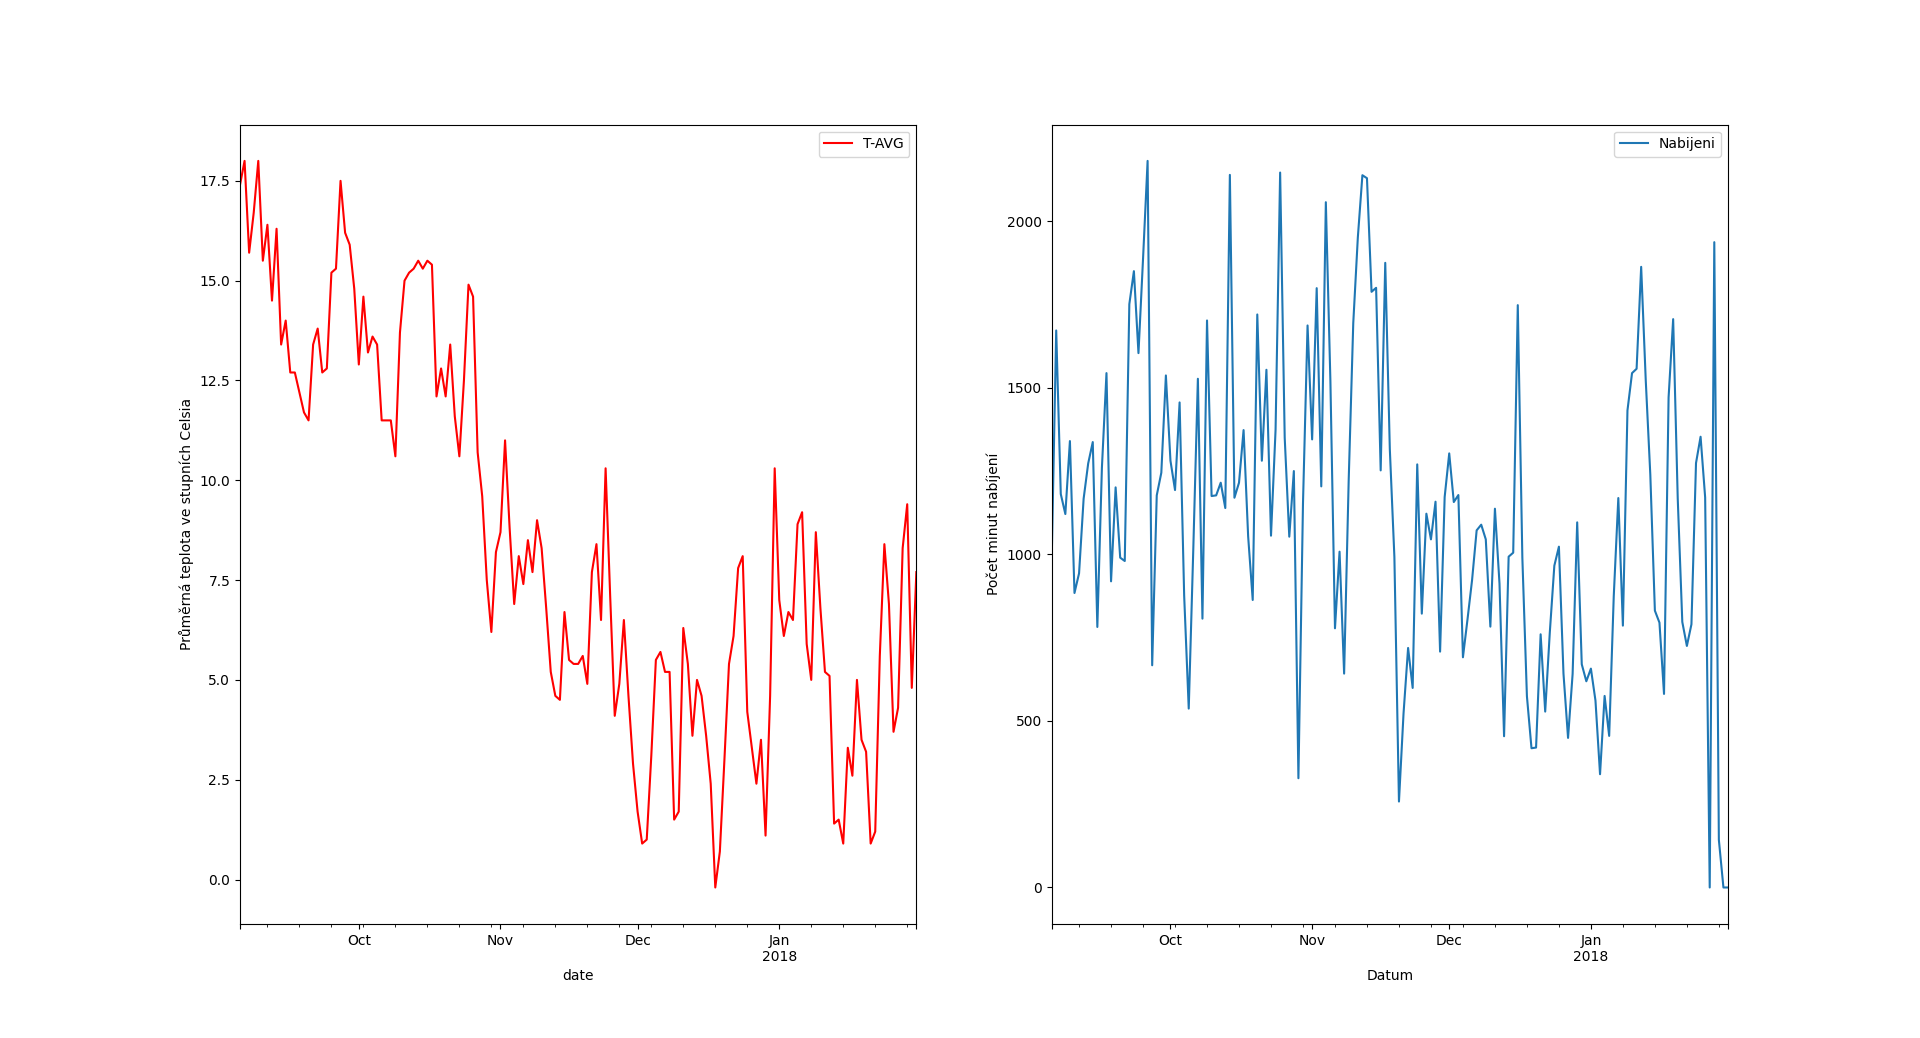 T-AVG
17.5
15.0
12.5
10.0
7.5
5.0
2.5
0.0
Průměrná teplota ve stupních Celsia
Oct Nov Dec Jan
2018
date
Nabijeni
2000
1500
1000
500
0
Počet minut nabíjení
Oct Nov Dec Jan
2018
Datum